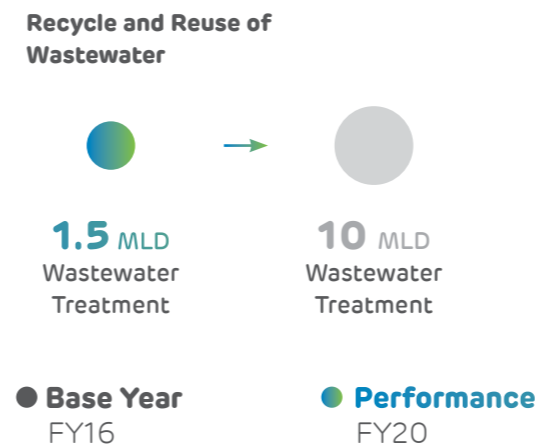 Recycle and Reuse of
Wastewater
1.5 MLD
Wastewater
Treatment
10 MLD
Wastewater
Treatment
Base Year
FY16
Performance
FY20